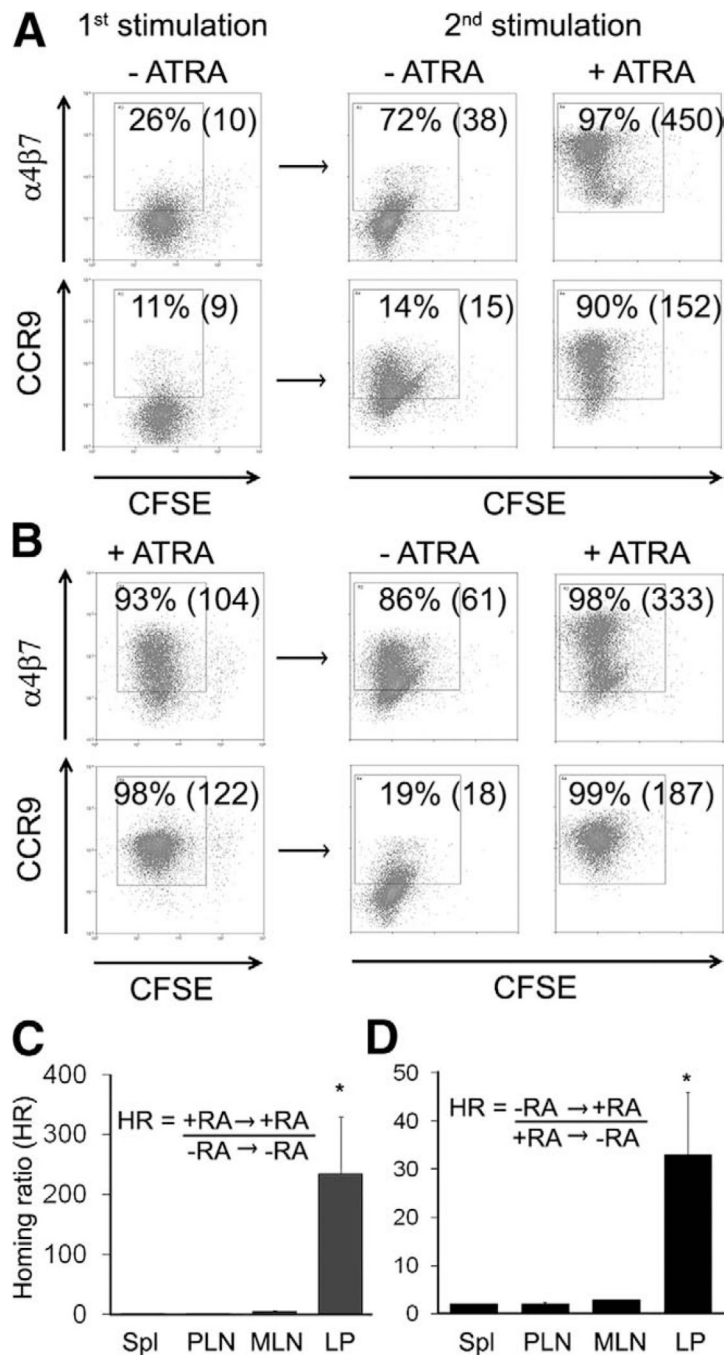 A
1st stimulation
2nd stimulation
- ATRA
- ATRA
+ ATRA
α4β7
26% (10)
72% (38)
97% (450)
CCR9
11% (9)
14% (15)
90% (152)
CFSE
CFSE
B
+ ATRA
- ATRA
+ ATRA
α4β7
93% (104)
86% (61)
98% (333)
CCR9
98% (122)
19% (18)
99% (187)
CFSE
CFSE
C
Homing ratio (HR)
400
300
200
100
0
*
HR = +RA → +RA
-RA → -RA
Spl PLN MLN LP
D
50
40
30
20
10
0
*
HR = -RA → +RA
+RA → -RA
Spl PLN MLN LP